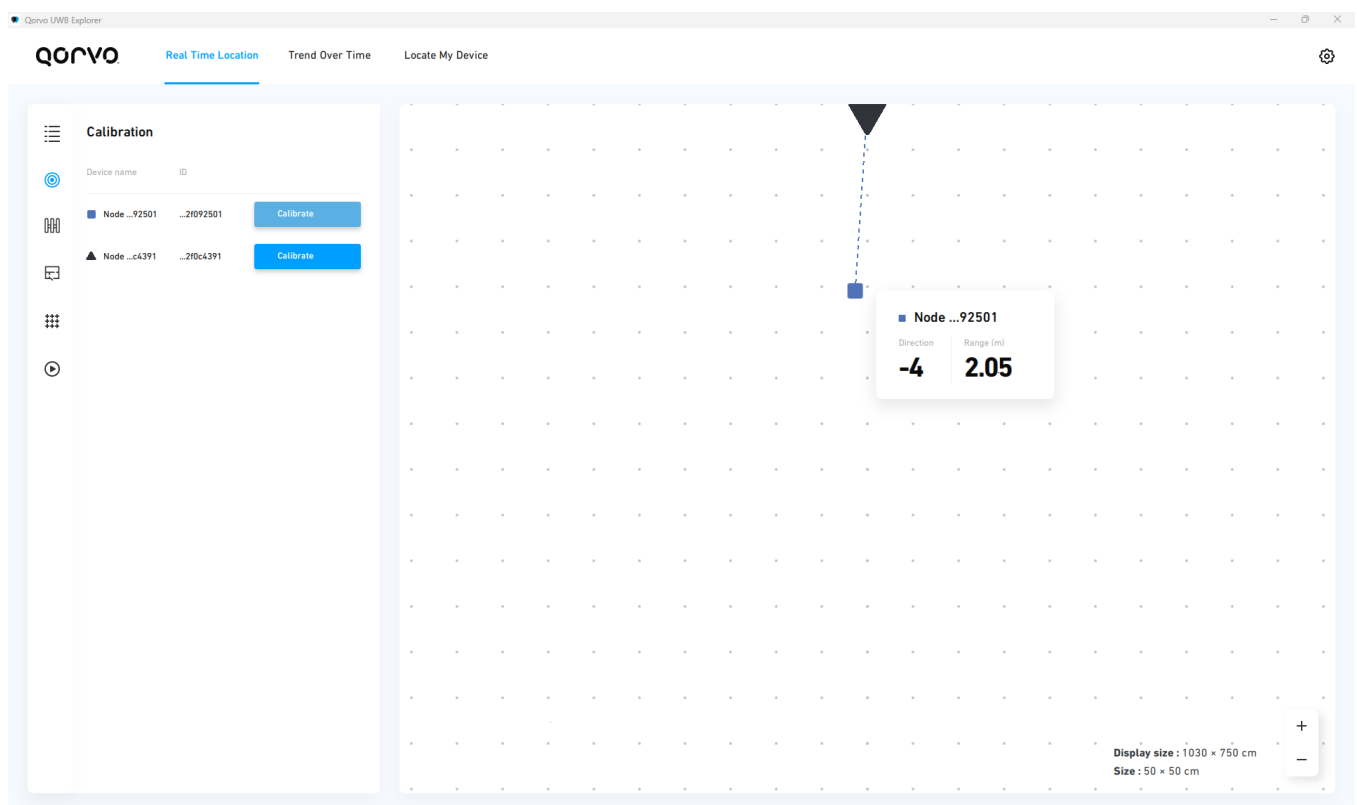 Qorvo UWB Explorer
QORVO
Real Time Location
Trend Over Time
Locate My Device
Calibration
Device name ID
Node ...92501 ...2f092501 Calibrate
Node ...c4391 ...2f0c4391 Calibrate
Node ...92501
Direction Range (m)
-4 2.05
Display size : 1030 × 750 cm
Size : 50 × 50 cm